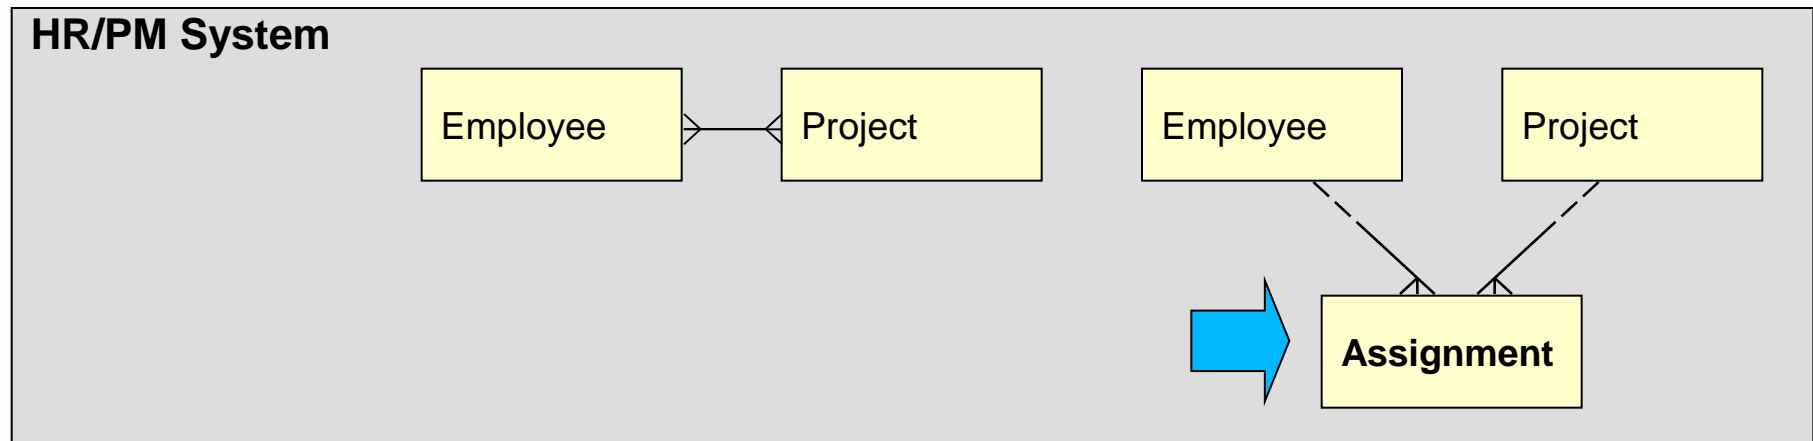 HR/PM System
Employee
Project
Employee
Project
Assignment